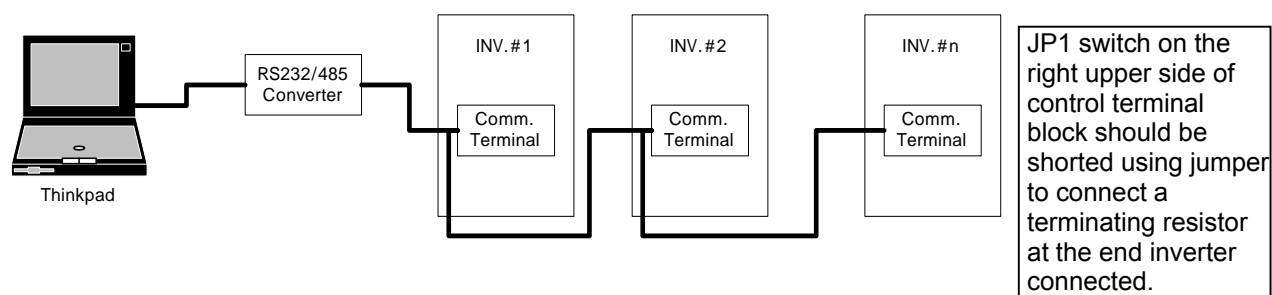 Thinkpad
RS232/485
Converter
INV.#1
Comm.
Terminal
INV.#2
Comm.
Terminal
INV.#n
Comm.
Terminal
JP1 switch on the
right upper side of
control terminal
block should be
shorted using jumper
to connect a
terminating resistor
at the end inverter
connected.